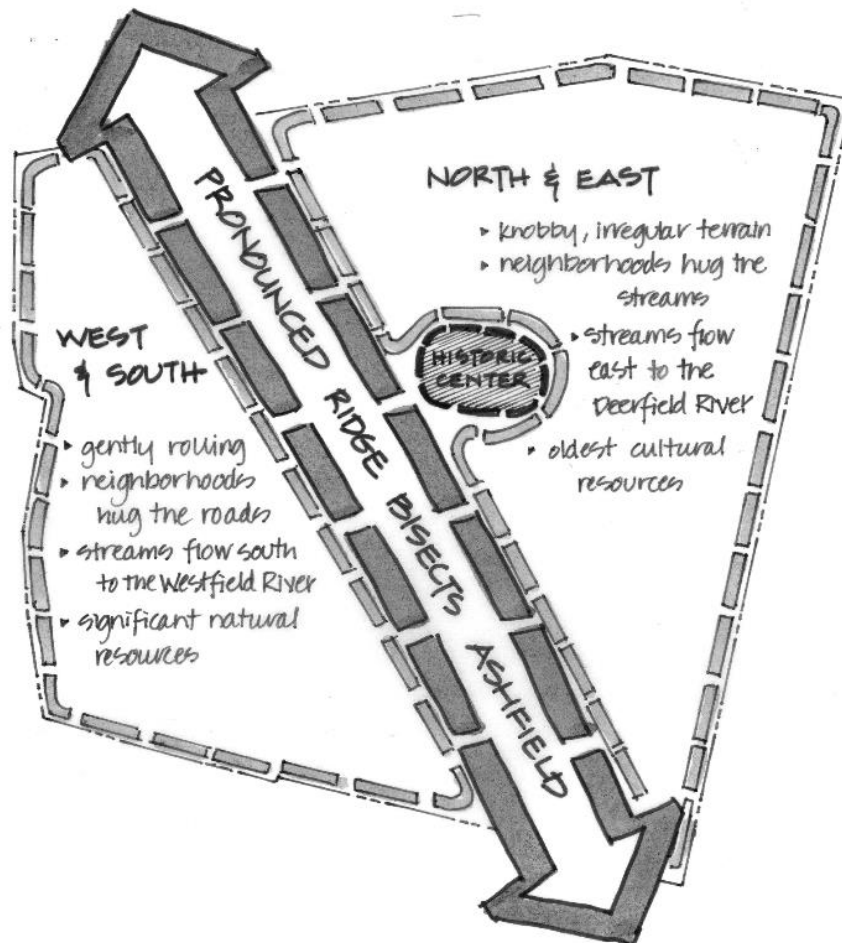 PRONOUNCED RIDGE BISECTS ASHFIELD
NORTH & EAST
▸ knobby, irregular terrain
▸ neighborhoods hug the
streams
▸ streams flow
east to the
Deerfield River
▸ oldest cultural
resources
HISTORIC
CENTER
WEST
& SOUTH
▸ gently rolling
▸ neighborhoods
hug the roads
▸ streams flow south
to the Westfield River
▸ significant natural
resources